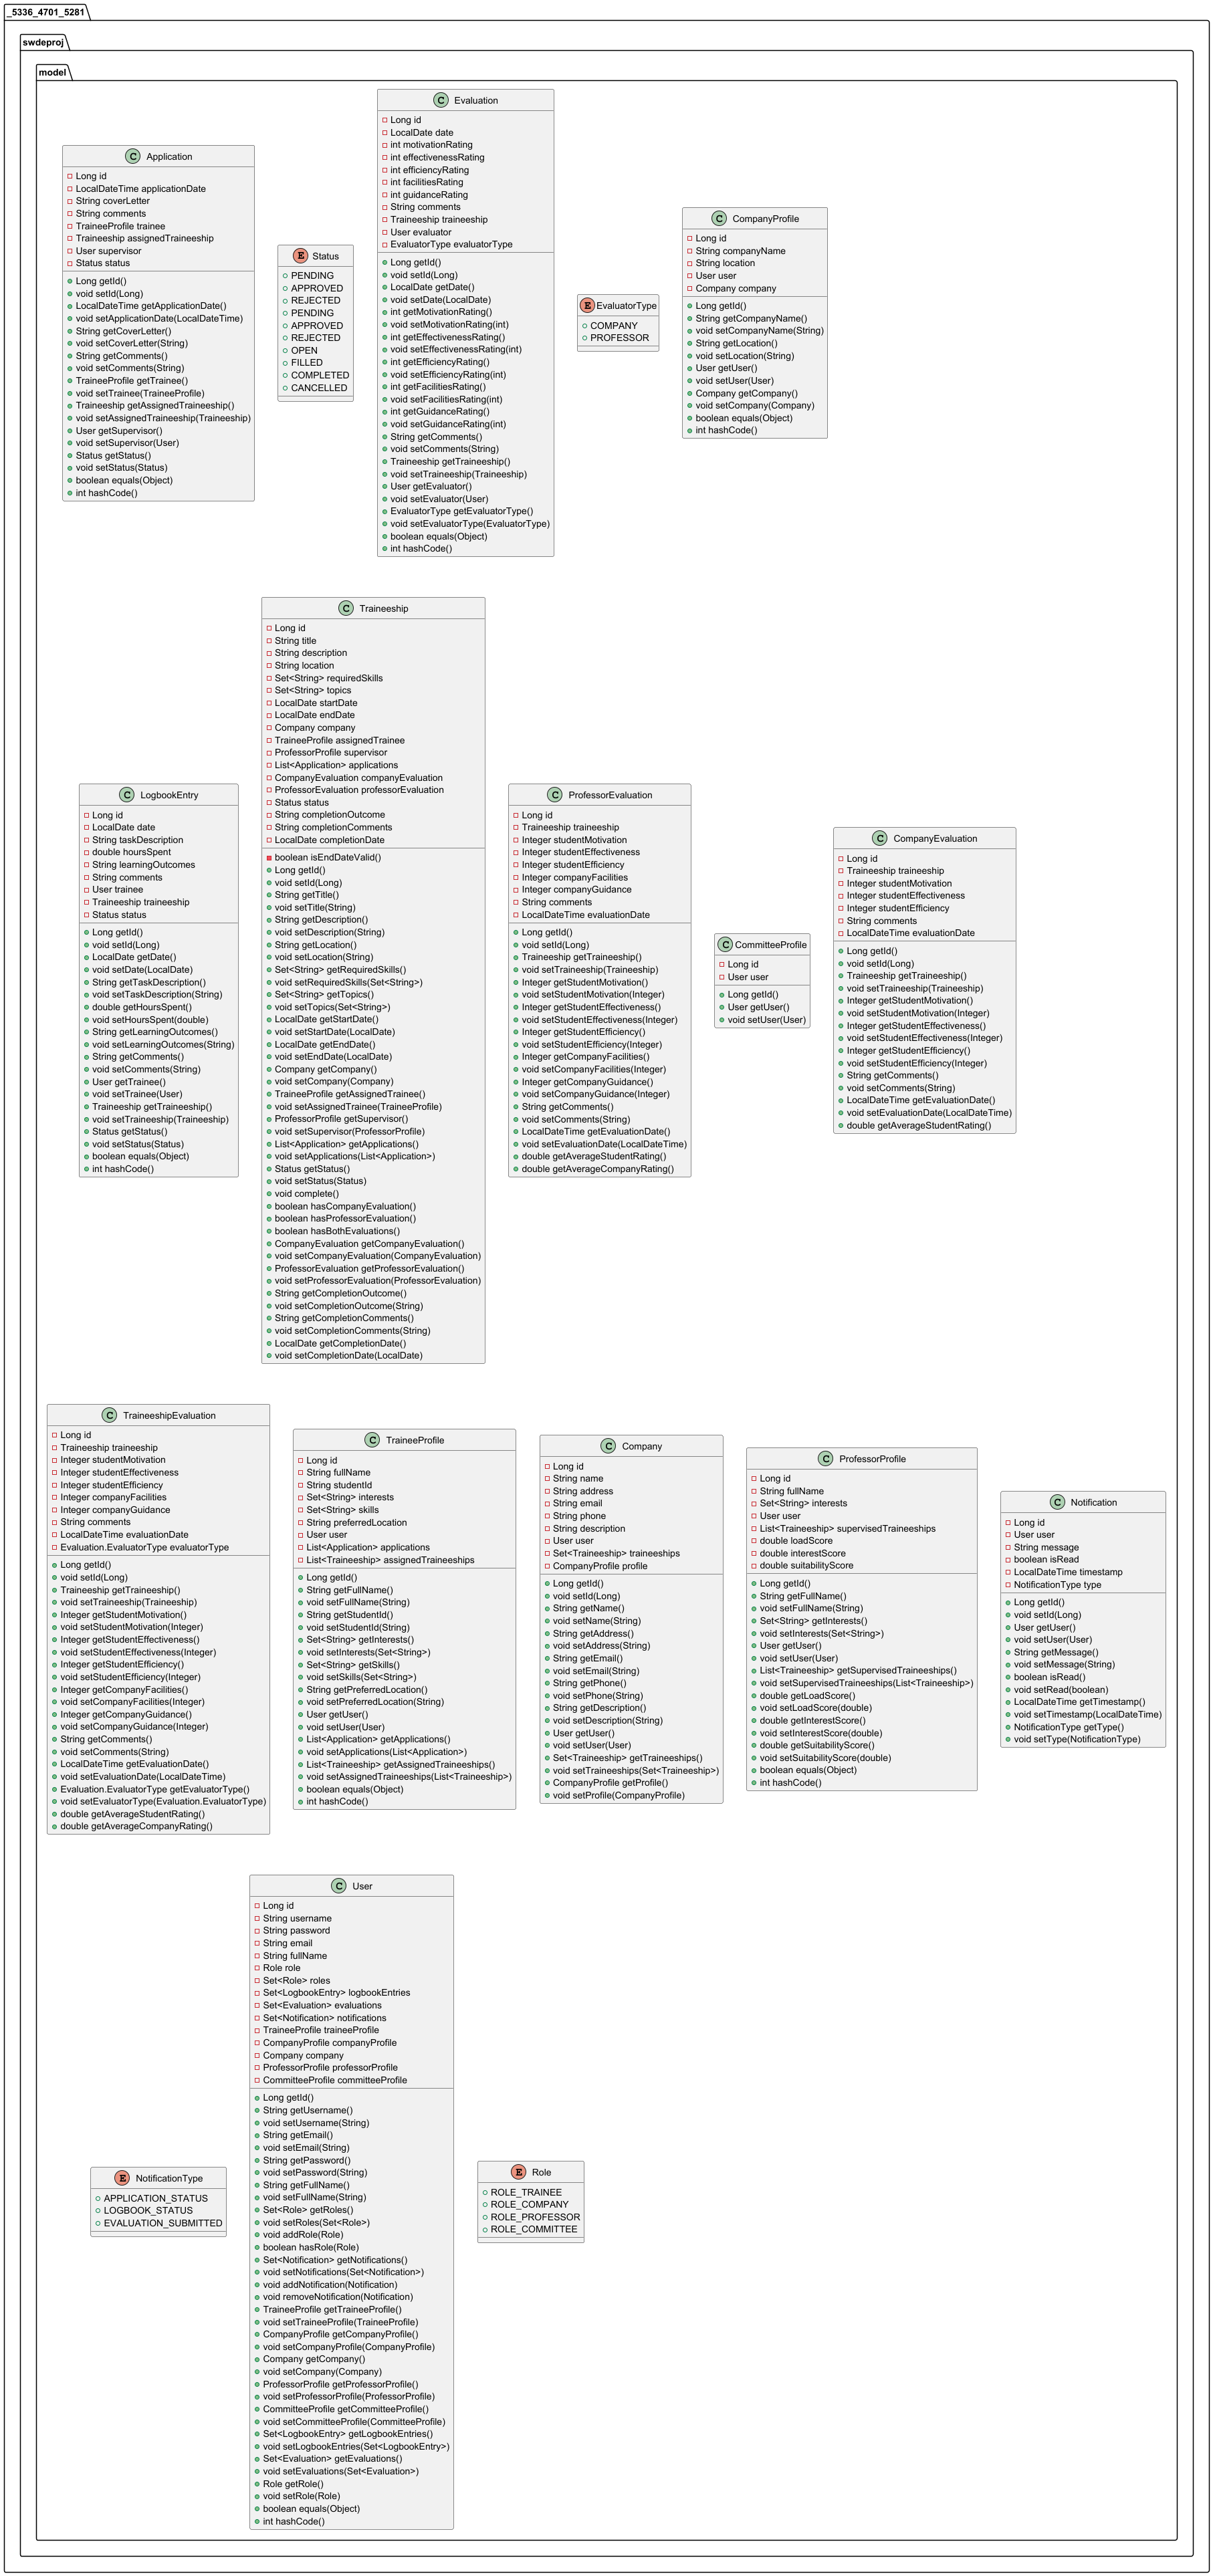 _5336_4701_5281
swdeproj
model
Application
Long id
LocalDateTime applicationDate
String coverLetter
String comments
TraineeProfile trainee
Traineeship assignedTraineeship
User supervisor
Status status
Long getId()
void setId(Long)
LocalDateTime getApplicationDate()
void setApplicationDate(LocalDateTime)
String getCoverLetter()
void setCoverLetter(String)
String getComments()
void setComments(String)
TraineeProfile getTrainee()
void setTrainee(TraineeProfile)
Traineeship getAssignedTraineeship()
void setAssignedTraineeship(Traineeship)
User getSupervisor()
void setSupervisor(User)
Status getStatus()
void setStatus(Status)
boolean equals(Object)
int hashCode()
Status
PENDING
APPROVED
REJECTED
PENDING
APPROVED
REJECTED
OPEN
FILLED
COMPLETED
CANCELLED
Evaluation
Long id
LocalDate date
int motivationRating
int effectivenessRating
int efficiencyRating
int facilitiesRating
int guidanceRating
String comments
Traineeship traineeship
User evaluator
EvaluatorType evaluatorType
Long getId()
void setId(Long)
LocalDate getDate()
void setDate(LocalDate)
int getMotivationRating()
void setMotivationRating(int)
int getEffectivenessRating()
void setEffectivenessRating(int)
int getEfficiencyRating()
void setEfficiencyRating(int)
int getFacilitiesRating()
void setFacilitiesRating(int)
int getGuidanceRating()
void setGuidanceRating(int)
String getComments()
void setComments(String)
Traineeship getTraineeship()
void setTraineeship(Traineeship)
User getEvaluator()
void setEvaluator(User)
EvaluatorType getEvaluatorType()
void setEvaluatorType(EvaluatorType)
boolean equals(Object)
int hashCode()
EvaluatorType
COMPANY
PROFESSOR
CompanyProfile
Long id
String companyName
String location
User user
Company company
Long getId()
String getCompanyName()
void setCompanyName(String)
String getLocation()
void setLocation(String)
User getUser()
void setUser(User)
Company getCompany()
void setCompany(Company)
boolean equals(Object)
int hashCode()
LogbookEntry
Long id
LocalDate date
String taskDescription
double hoursSpent
String learningOutcomes
String comments
User trainee
Traineeship traineeship
Status status
Long getId()
void setId(Long)
LocalDate getDate()
void setDate(LocalDate)
String getTaskDescription()
void setTaskDescription(String)
double getHoursSpent()
void setHoursSpent(double)
String getLearningOutcomes()
void setLearningOutcomes(String)
String getComments()
void setComments(String)
User getTrainee()
void setTrainee(User)
Traineeship getTraineeship()
void setTraineeship(Traineeship)
Status getStatus()
void setStatus(Status)
boolean equals(Object)
int hashCode()
Traineeship
Long id
String title
String description
String location
Set<String> requiredSkills
Set<String> topics
LocalDate startDate
LocalDate endDate
Company company
TraineeProfile assignedTrainee
ProfessorProfile supervisor
List<Application> applications
CompanyEvaluation companyEvaluation
ProfessorEvaluation professorEvaluation
Status status
String completionOutcome
String completionComments
LocalDate completionDate
boolean isEndDateValid()
Long getId()
void setId(Long)
String getTitle()
void setTitle(String)
String getDescription()
void setDescription(String)
String getLocation()
void setLocation(String)
Set<String> getRequiredSkills()
void setRequiredSkills(Set<String>)
Set<String> getTopics()
void setTopics(Set<String>)
LocalDate getStartDate()
void setStartDate(LocalDate)
LocalDate getEndDate()
void setEndDate(LocalDate)
Company getCompany()
void setCompany(Company)
TraineeProfile getAssignedTrainee()
void setAssignedTrainee(TraineeProfile)
ProfessorProfile getSupervisor()
void setSupervisor(ProfessorProfile)
List<Application> getApplications()
void setApplications(List<Application>)
Status getStatus()
void setStatus(Status)
void complete()
boolean hasCompanyEvaluation()
boolean hasProfessorEvaluation()
boolean hasBothEvaluations()
CompanyEvaluation getCompanyEvaluation()
void setCompanyEvaluation(CompanyEvaluation)
ProfessorEvaluation getProfessorEvaluation()
void setProfessorEvaluation(ProfessorEvaluation)
String getCompletionOutcome()
void setCompletionOutcome(String)
String getCompletionComments()
void setCompletionComments(String)
LocalDate getCompletionDate()
void setCompletionDate(LocalDate)
ProfessorEvaluation
Long id
Traineeship traineeship
Integer studentMotivation
Integer studentEffectiveness
Integer studentEfficiency
Integer companyFacilities
Integer companyGuidance
String comments
LocalDateTime evaluationDate
Long getId()
void setId(Long)
Traineeship getTraineeship()
void setTraineeship(Traineeship)
Integer getStudentMotivation()
void setStudentMotivation(Integer)
Integer getStudentEffectiveness()
void setStudentEffectiveness(Integer)
Integer getStudentEfficiency()
void setStudentEfficiency(Integer)
Integer getCompanyFacilities()
void setCompanyFacilities(Integer)
Integer getCompanyGuidance()
void setCompanyGuidance(Integer)
String getComments()
void setComments(String)
LocalDateTime getEvaluationDate()
void setEvaluationDate(LocalDateTime)
double getAverageStudentRating()
double getAverageCompanyRating()
CommitteeProfile
Long id
User user
Long getId()
User getUser()
void setUser(User)
CompanyEvaluation
Long id
Traineeship traineeship
Integer studentMotivation
Integer studentEffectiveness
Integer studentEfficiency
String comments
LocalDateTime evaluationDate
Long getId()
void setId(Long)
Traineeship getTraineeship()
void setTraineeship(Traineeship)
Integer getStudentMotivation()
void setStudentMotivation(Integer)
Integer getStudentEffectiveness()
void setStudentEffectiveness(Integer)
Integer getStudentEfficiency()
void setStudentEfficiency(Integer)
String getComments()
void setComments(String)
LocalDateTime getEvaluationDate()
void setEvaluationDate(LocalDateTime)
double getAverageStudentRating()
TraineeshipEvaluation
Long id
Traineeship traineeship
Integer studentMotivation
Integer studentEffectiveness
Integer studentEfficiency
Integer companyFacilities
Integer companyGuidance
String comments
LocalDateTime evaluationDate
Evaluation.EvaluatorType evaluatorType
Long getId()
void setId(Long)
Traineeship getTraineeship()
void setTraineeship(Traineeship)
Integer getStudentMotivation()
void setStudentMotivation(Integer)
Integer getStudentEffectiveness()
void setStudentEffectiveness(Integer)
Integer getStudentEfficiency()
void setStudentEfficiency(Integer)
Integer getCompanyFacilities()
void setCompanyFacilities(Integer)
Integer getCompanyGuidance()
void setCompanyGuidance(Integer)
String getComments()
void setComments(String)
LocalDateTime getEvaluationDate()
void setEvaluationDate(LocalDateTime)
Evaluation.EvaluatorType getEvaluatorType()
void setEvaluatorType(Evaluation.EvaluatorType)
double getAverageStudentRating()
double getAverageCompanyRating()
TraineeProfile
Long id
String fullName
String studentId
Set<String> interests
Set<String> skills
String preferredLocation
User user
List<Application> applications
List<Traineeship> assignedTraineeships
Long getId()
String getFullName()
void setFullName(String)
String getStudentId()
void setStudentId(String)
Set<String> getInterests()
void setInterests(Set<String>)
Set<String> getSkills()
void setSkills(Set<String>)
String getPreferredLocation()
void setPreferredLocation(String)
User getUser()
void setUser(User)
List<Application> getApplications()
void setApplications(List<Application>)
List<Traineeship> getAssignedTraineeships()
void setAssignedTraineeships(List<Traineeship>)
boolean equals(Object)
int hashCode()
Company
Long id
String name
String address
String email
String phone
String description
User user
Set<Traineeship> traineeships
CompanyProfile profile
Long getId()
void setId(Long)
String getName()
void setName(String)
String getAddress()
void setAddress(String)
String getEmail()
void setEmail(String)
String getPhone()
void setPhone(String)
String getDescription()
void setDescription(String)
User getUser()
void setUser(User)
Set<Traineeship> getTraineeships()
void setTraineeships(Set<Traineeship>)
CompanyProfile getProfile()
void setProfile(CompanyProfile)
ProfessorProfile
Long id
String fullName
Set<String> interests
User user
List<Traineeship> supervisedTraineeships
double loadScore
double interestScore
double suitabilityScore
Long getId()
String getFullName()
void setFullName(String)
Set<String> getInterests()
void setInterests(Set<String>)
User getUser()
void setUser(User)
List<Traineeship> getSupervisedTraineeships()
void setSupervisedTraineeships(List<Traineeship>)
double getLoadScore()
void setLoadScore(double)
double getInterestScore()
void setInterestScore(double)
double getSuitabilityScore()
void setSuitabilityScore(double)
boolean equals(Object)
int hashCode()
Notification
Long id
User user
String message
boolean isRead
LocalDateTime timestamp
NotificationType type
Long getId()
void setId(Long)
User getUser()
void setUser(User)
String getMessage()
void setMessage(String)
boolean isRead()
void setRead(boolean)
LocalDateTime getTimestamp()
void setTimestamp(LocalDateTime)
NotificationType getType()
void setType(NotificationType)
NotificationType
APPLICATION_STATUS
LOGBOOK_STATUS
EVALUATION_SUBMITTED
User
Long id
String username
String password
String email
String fullName
Role role
Set<Role> roles
Set<LogbookEntry> logbookEntries
Set<Evaluation> evaluations
Set<Notification> notifications
TraineeProfile traineeProfile
CompanyProfile companyProfile
Company company
ProfessorProfile professorProfile
CommitteeProfile committeeProfile
Long getId()
String getUsername()
void setUsername(String)
String getEmail()
void setEmail(String)
String getPassword()
void setPassword(String)
String getFullName()
void setFullName(String)
Set<Role> getRoles()
void setRoles(Set<Role>)
void addRole(Role)
boolean hasRole(Role)
Set<Notification> getNotifications()
void setNotifications(Set<Notification>)
void addNotification(Notification)
void removeNotification(Notification)
TraineeProfile getTraineeProfile()
void setTraineeProfile(TraineeProfile)
CompanyProfile getCompanyProfile()
void setCompanyProfile(CompanyProfile)
Company getCompany()
void setCompany(Company)
ProfessorProfile getProfessorProfile()
void setProfessorProfile(ProfessorProfile)
CommitteeProfile getCommitteeProfile()
void setCommitteeProfile(CommitteeProfile)
Set<LogbookEntry> getLogbookEntries()
void setLogbookEntries(Set<LogbookEntry>)
Set<Evaluation> getEvaluations()
void setEvaluations(Set<Evaluation>)
Role getRole()
void setRole(Role)
boolean equals(Object)
int hashCode()
Role
ROLE_TRAINEE
ROLE_COMPANY
ROLE_PROFESSOR
ROLE_COMMITTEE